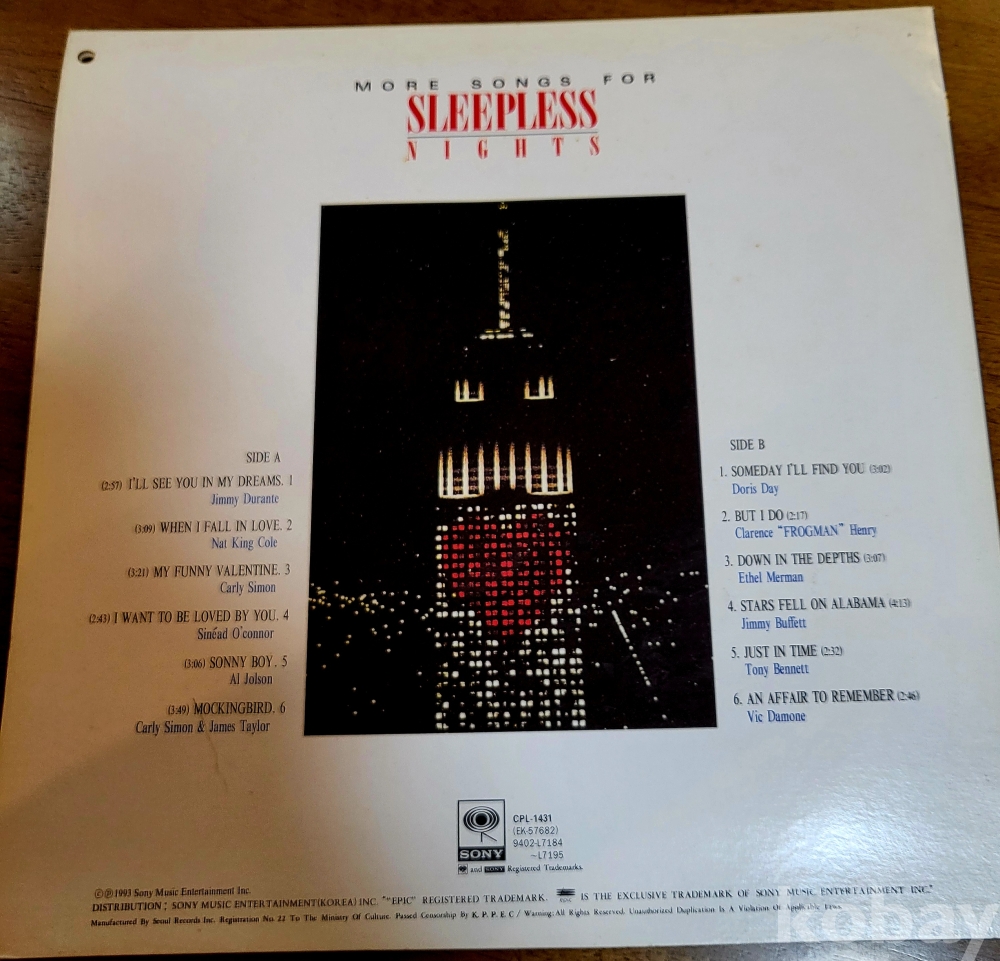 MORE SONGS FOR
SLEEPLESS
NIGHTS
SIDE A
(2:57) I'LL SEE YOU IN MY DREAMS. 1
Jimmy Durante
(3:09) WHEN I FALL IN LOVE. 2
Nat King Cole
(3:21) MY FUNNY VALENTINE. 3
Carly Simon
(2:43) I WANT TO BE LOVED BY YOU. 4
Sinéad O'connor
(3:06) SONNY BOY. 5
Al Jolson
(3:49) MOCKINGBIRD. 6
Carly Simon & James Taylor
SIDE B
1. SOMEDAY I'LL FIND YOU (3:02)
Doris Day
2. BUT I DO (2:17)
Clarence "FROGMAN" Henry
3. DOWN IN THE DEPTHS (3:07)
Ethel Merman
4. STARS FELL ON ALABAMA (4:13)
Jimmy Buffett
5. JUST IN TIME (2:32)
Tony Bennett
6. AN AFFAIR TO REMEMBER (2:46)
Vic Damone
SONY
CPL-1431
(EK-57682)
9402-L7184
~L7195
and SONY Registered Trademarks.
ⓒⓟ1993 Sony Music Entertainment Inc.
DISTRIBUTION; SONY MUSIC ENTERTAINMENT(KOREA) INC. "EPIC" REGISTERED TRADEMARK. EPIC IS THE EXCLUSIVE TRADEMARK OF SONY MUSIC ENTERTAINMENT INC."
Manufactured By Seoul Records Inc. Registration No. 22 To The Ministry Of Culture. Passed Censorship By K. P. P. E. C / Warning: All Rights Reserved. Unauthorized Duplication Is A Violation Of Applicable Laws.
kobay